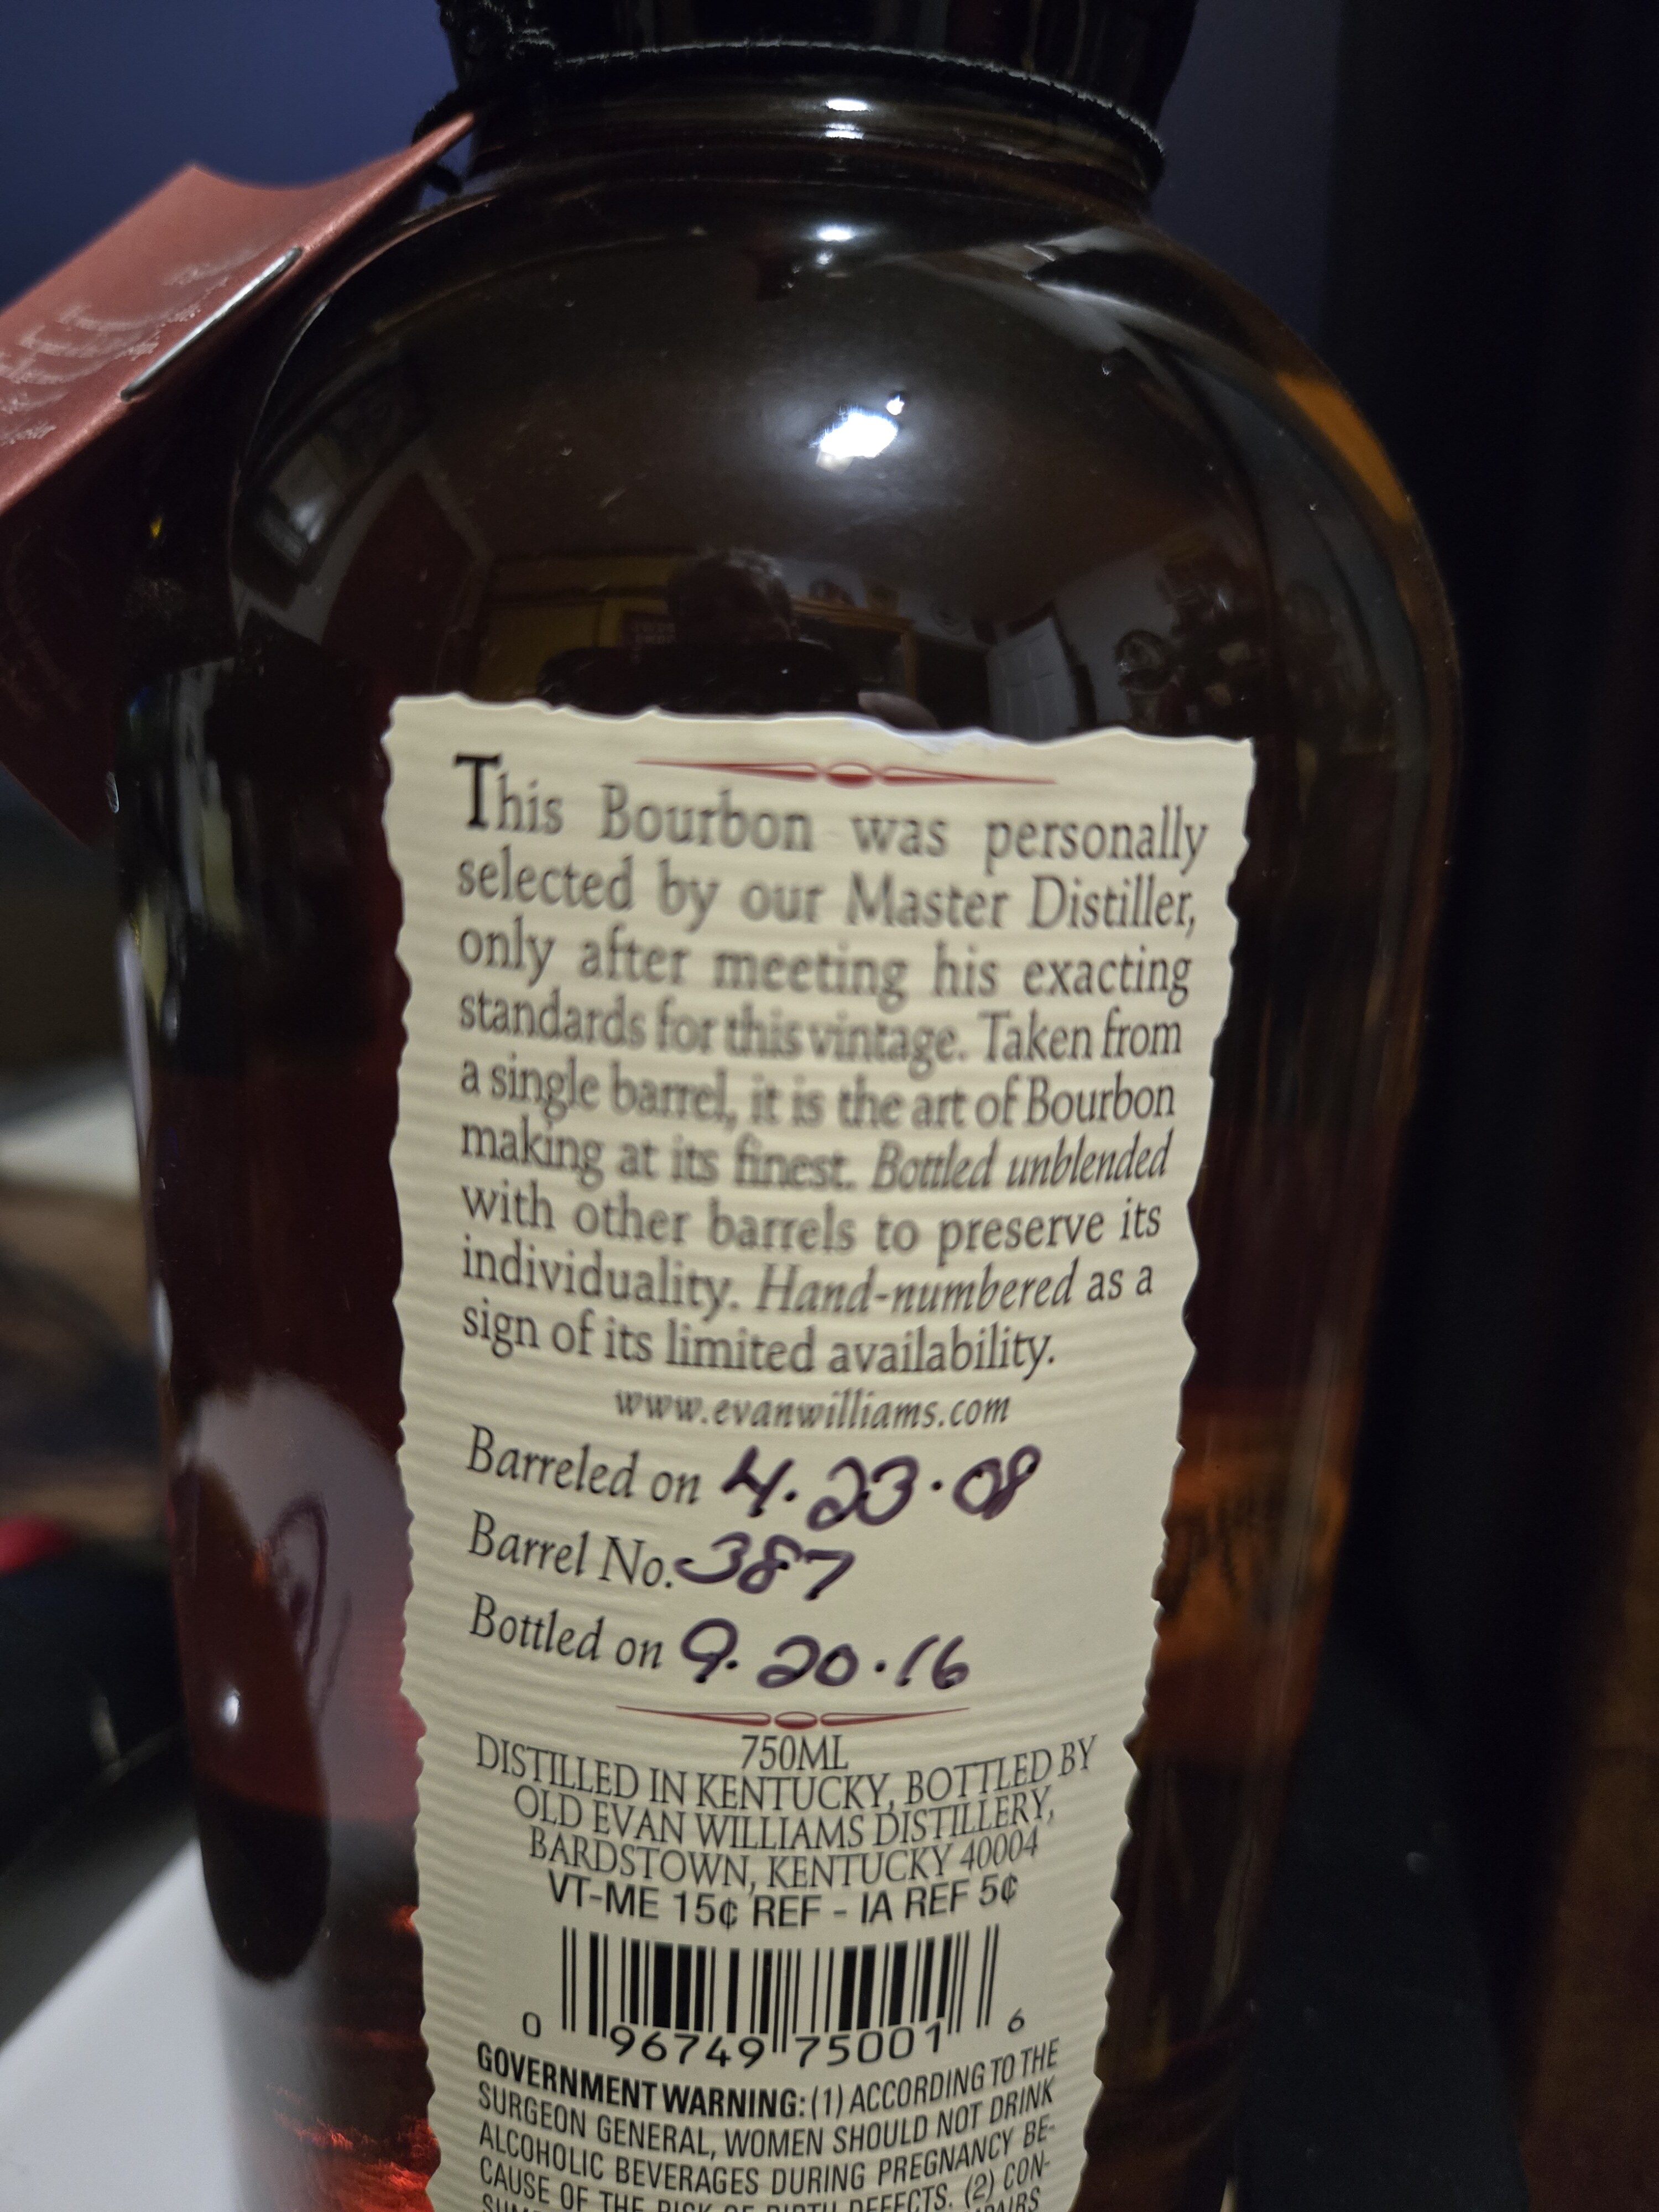 This Bourbon was personally
selected by our Master Distiller,
only after meeting his exacting
standards for this vintage. Taken from
a single barrel, it is the art of Bourbon
making at its finest. Bottled unblended
with other barrels to preserve its
individuality. Hand-numbered as a
sign of its limited availability.
www.evanwilliams.com
Barreled on 4.23.08
Barrel No. 387
Bottled on 9.20.16
750ML
DISTILLED IN KENTUCKY, BOTTLED BY
OLD EVAN WILLIAMS DISTILLERY,
BARDSTOWN, KENTUCKY 40004
VT-ME 15¢ REF - IA REF 5¢
0 96749 75001 6
GOVERNMENT WARNING: (1) ACCORDING TO THE
SURGEON GENERAL, WOMEN SHOULD NOT DRINK
ALCOHOLIC BEVERAGES DURING PREGNANCY BE-
CAUSE OF THE RISK OF BIRTH DEFECTS. (2) CON-